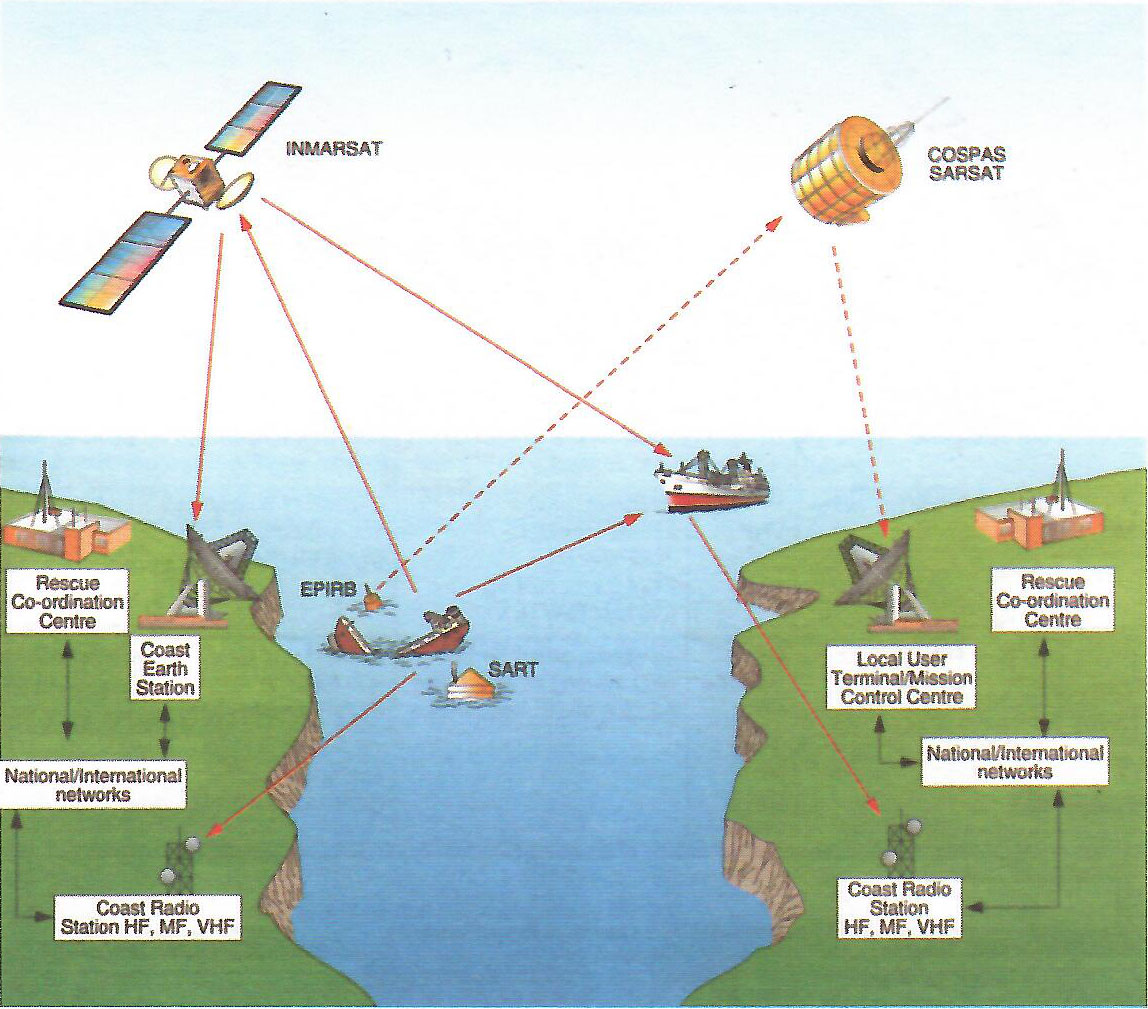 INMARSAT
COSPAS
SARSAT
EPIRB
SART
Rescue
Co-ordination
Centre
Coast
Earth
Station
National/International
networks
Coast Radio
Station HF, MF, VHF
Rescue
Co-ordination
Centre
Local User
Terminal/Mission
Control Centre
National/International
networks
Coast Radio
Station
HF, MF, VHF